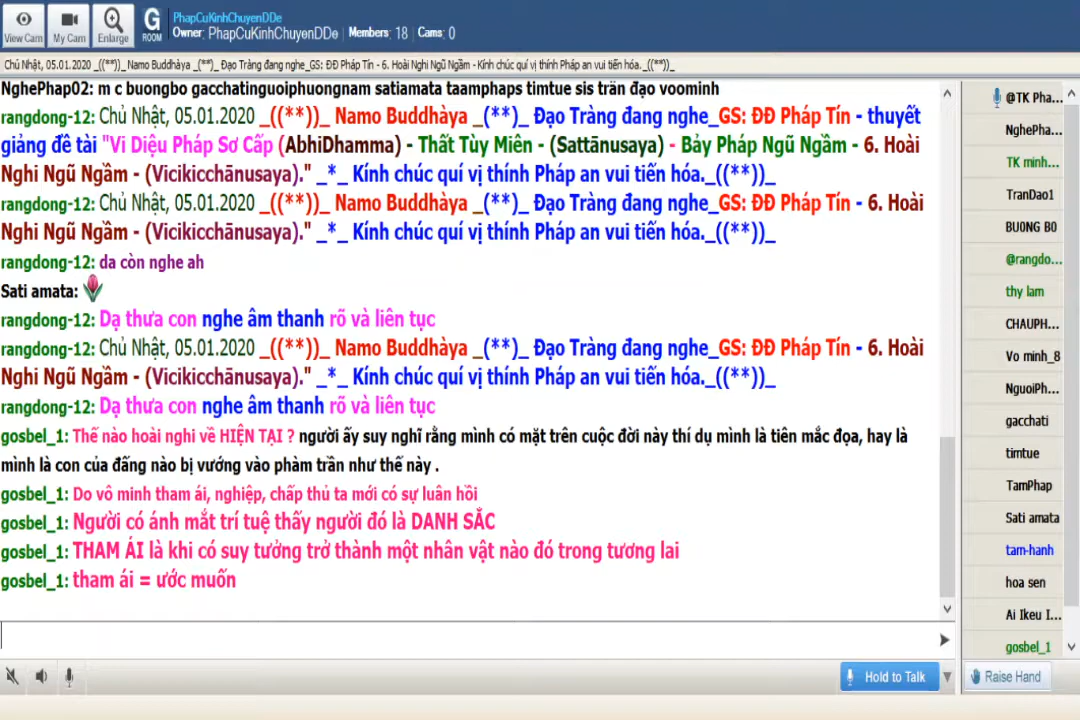 PhapCuKinhChuyenDDe
Owner: PhapCuKinhChuyenDDe Members: 18 Cams: 0
View Cam My Cam Enlarge G ROOM
Chủ Nhật, 05.01.2020 _((**))_ Namo Buddhàya _(**)_ Đạo Tràng đang nghe_GS: ĐĐ Pháp Tín - 6. Hoài Nghi Ngũ Ngầm - Kính chúc quí vị thính Pháp an vui tiến hóa._((**))_
NghePhap02: m c buongbo gacchatinguoiphuongnam satiamata taamphaps timtue sis trăn đạo voominh
rangdong-12: Chủ Nhật, 05.01.2020 _((**))_ Namo Buddhàya _(**)_ Đạo Tràng đang nghe_GS: ĐĐ Pháp Tín - thuyết
giảng đề tài "Vi Diệu Pháp Sơ Cấp (AbhiDhamma) - Thất Tùy Miên - (Sattānusaya) - Bảy Pháp Ngũ Ngầm - 6. Hoài
Nghi Ngũ Ngầm - (Vicikicchānusaya)." _*_ Kính chúc quí vị thính Pháp an vui tiến hóa._((**))_
rangdong-12: Chủ Nhật, 05.01.2020 _((**))_ Namo Buddhàya _(**)_ Đạo Tràng đang nghe_GS: ĐĐ Pháp Tín - 6. Hoài
Nghi Ngũ Ngầm - (Vicikicchānusaya)." _*_ Kính chúc quí vị thính Pháp an vui tiến hóa._((**))_
rangdong-12: da còn nghe ah
Sati amata:
rangdong-12: Dạ thưa con nghe âm thanh rõ và liên tục
rangdong-12: Chủ Nhật, 05.01.2020 _((**))_ Namo Buddhàya _(**)_ Đạo Tràng đang nghe_GS: ĐĐ Pháp Tín - 6. Hoài
Nghi Ngũ Ngầm - (Vicikicchānusaya)." _*_ Kính chúc quí vị thính Pháp an vui tiến hóa._((**))_
rangdong-12: Dạ thưa con nghe âm thanh rõ và liên tục
gosbel_1: Thế nào hoài nghi về HIỆN TẠI ? người ấy suy nghĩ rằng mình có mặt trên cuộc đời này thí dụ mình là tiên mắc đọa, hay là
mình là con của đấng nào bị vướng vào phàm trần như thế này .
gosbel_1: Do vô minh tham ái, nghiệp, chấp thủ ta mới có sự luân hồi
gosbel_1: Người có ánh mắt trí tuệ thấy người đó là DANH SẮC
gosbel_1: THAM ÁI là khi có suy tưởng trở thành một nhân vật nào đó trong tương lai
gosbel_1: tham ái = ước muốn
@TK Pha...
NghePha...
TK minh...
TranDao1
BUONG BO
@rangdo...
thy lam
CHAUPH...
Vo minh_8
NguoiPh...
gacchati
timtue
TamPhap
Sati amata
tam-hanh
hoa sen
Ai Ikeu I...
gosbel_1
Hold to Talk
Raise Hand